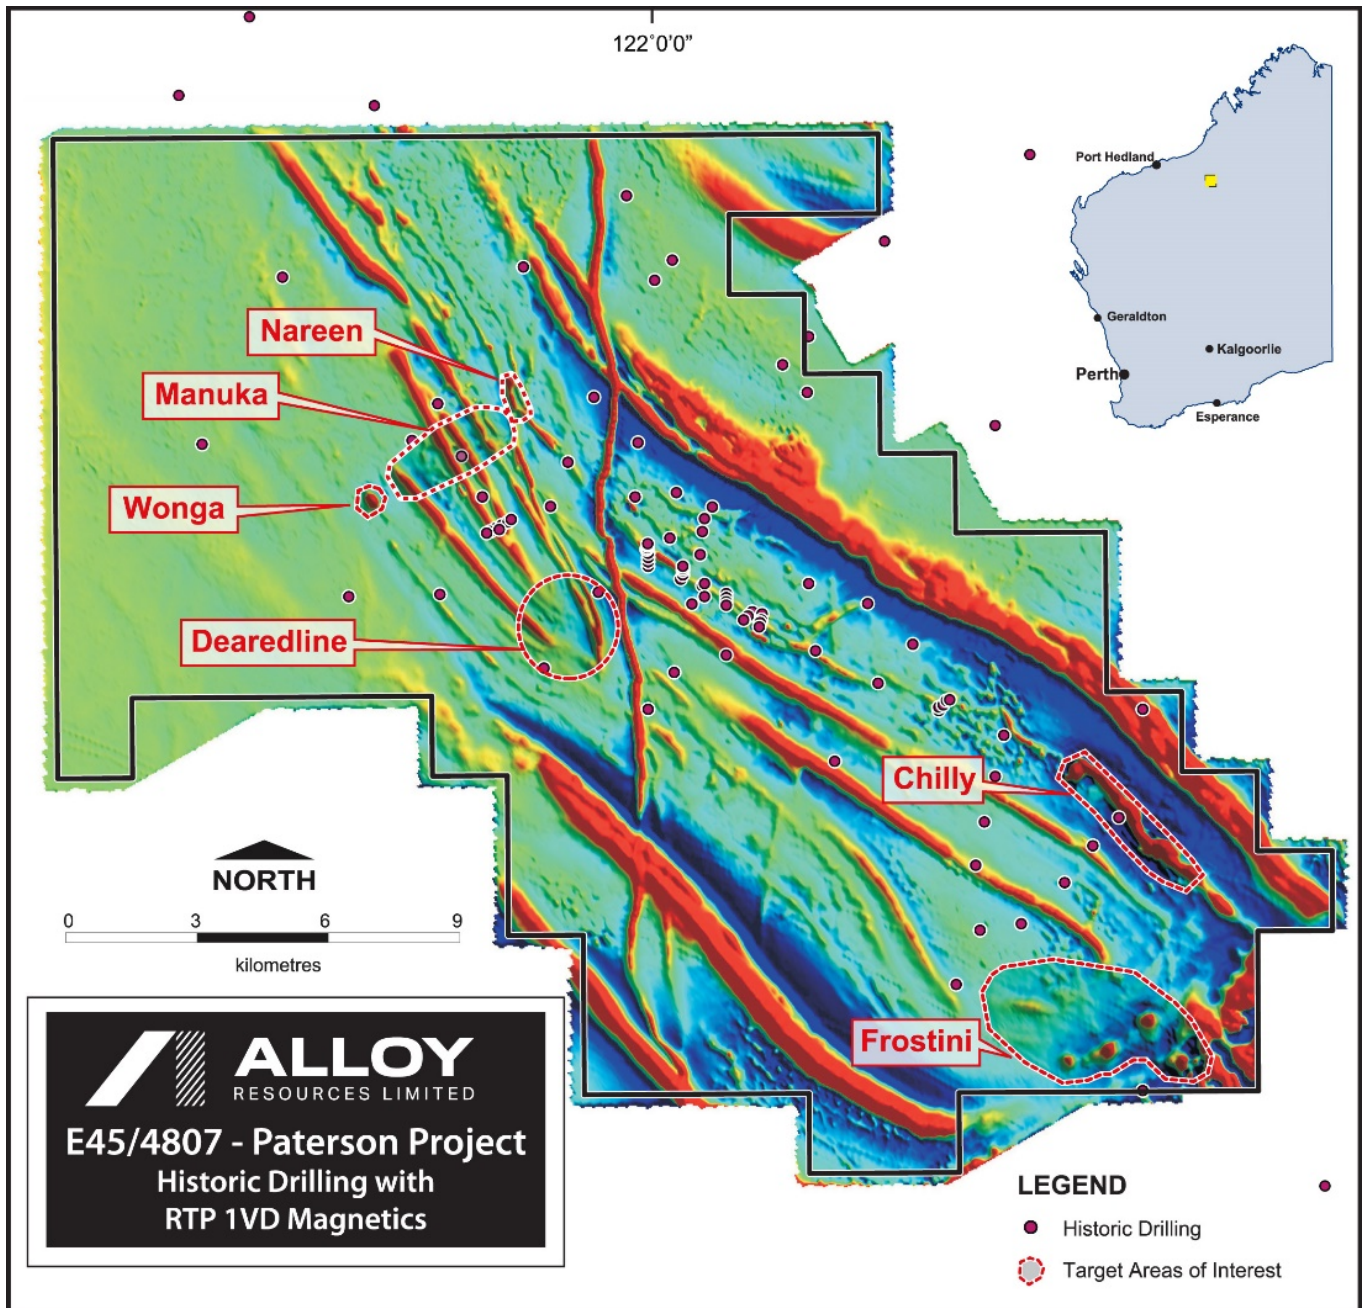 122°0'0"
Port Hedland
Geraldton
Kalgoorlie
Perth
Esperance
Nareen
Manuka
Wonga
Dearedline
Chilly
Frostini
NORTH
0 3 6 9
kilometres
ALLOY
RESOURCES LIMITED
E45/4807 - Paterson Project
Historic Drilling with
RTP 1VD Magnetics
LEGEND
Historic Drilling
Target Areas of Interest